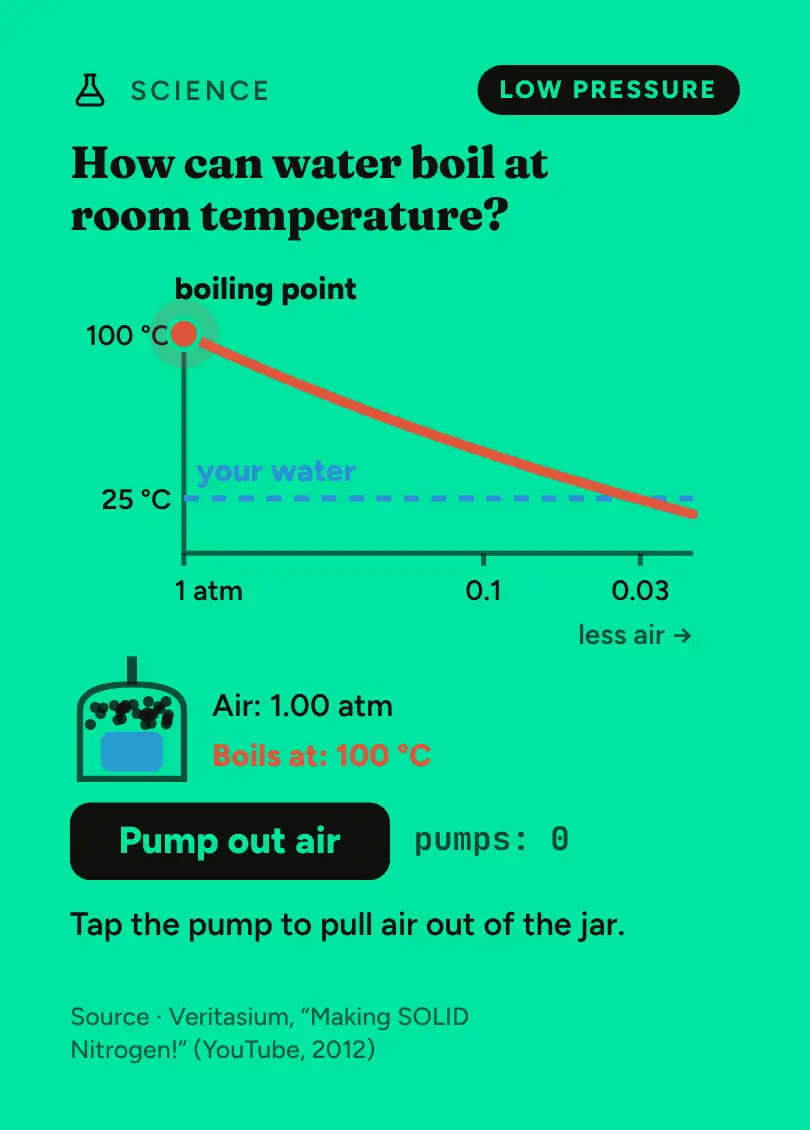 SCIENCE
LOW PRESSURE
How can water boil at
room temperature?
boiling point
100 °C
your water
25 °C
1 atm
0.1
0.03
less air →
Air: 1.00 atm
Boils at: 100 °C
Pump out air
pumps: 0
Tap the pump to pull air out of the jar.
Source · Veritasium, “Making SOLID
Nitrogen!” (YouTube, 2012)